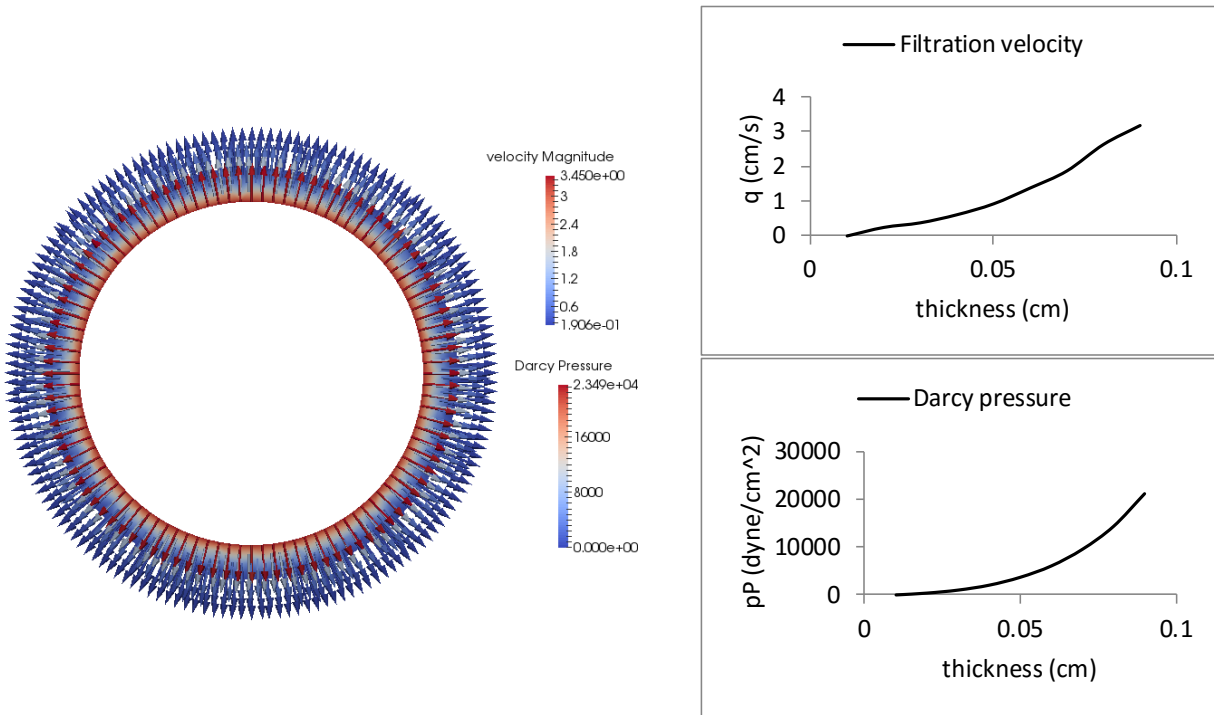 velocity Magnitude
3.450e+00
3
2.4
1.8
1.2
0.6
1.906e-01
Darcy Pressure
2.349e+04
16000
8000
0.000e+00
Filtration velocity
q (cm/s)
4
3
2
1
0
0
0.05
0.1
thickness (cm)
Darcy pressure
pP (dyne/cm^2)
30000
20000
10000
0
0
0.05
0.1
thickness (cm)